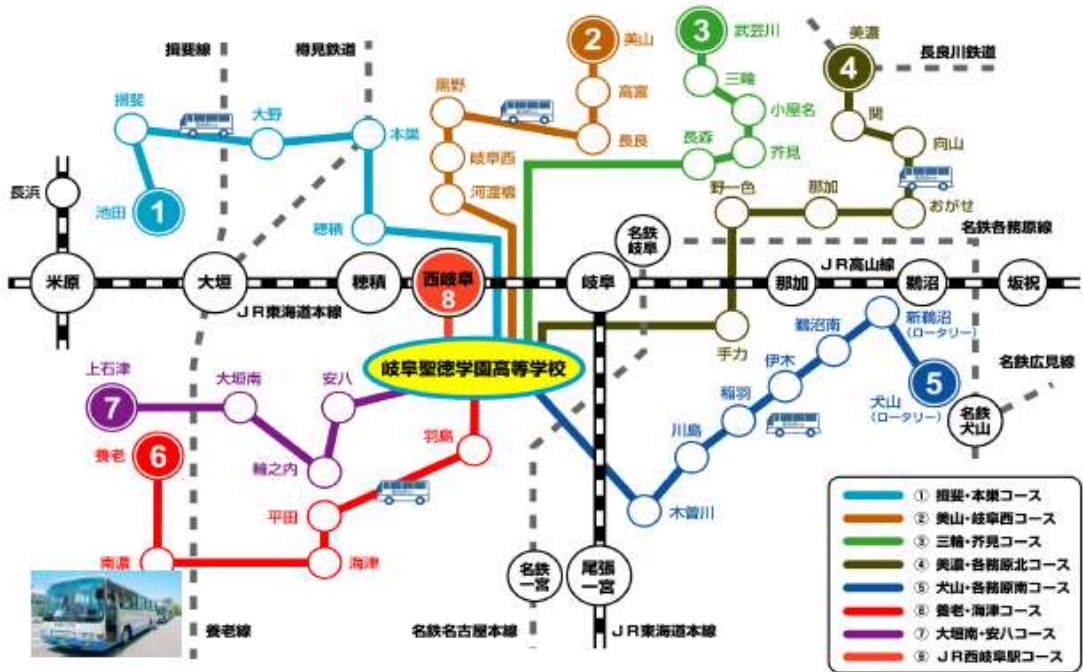 揖斐線
樽見鉄道
2
美山
3
武芸川
美濃
4
長良川鉄道
揖斐
大野
本巣
黒野
高富
三輪
小屋名
関
長良
長森
芥見
向山
岐阜西
長浜
池田
1
河渡橋
野一色
那加
おがせ
穂積
名鉄
岐阜
名鉄各務原線
JR高山線
米原
大垣
穂積
西岐阜
8
岐阜
那加
鵜沼
坂祝
JR東海道本線
手力
鵜沼南
新鵜沼
(ロータリー)
岐阜聖徳学園高等学校
伊木
名鉄広見線
上石津
7
大垣南
安八
稲羽
犬山
(ロータリー)
5
名鉄
犬山
養老
6
輪之内
羽島
川島
平田
木曽川
南濃
海津
名鉄
一宮
尾張
一宮
養老線
名鉄名古屋本線
JR東海道本線
① 揖斐・本巣コース
② 美山・岐阜西コース
③ 三輪・芥見コース
④ 美濃・各務原北コース
⑤ 犬山・各務原南コース
⑥ 養老・海津コース
⑦ 大垣南・安八コース
⑧ JR西岐阜駅コース